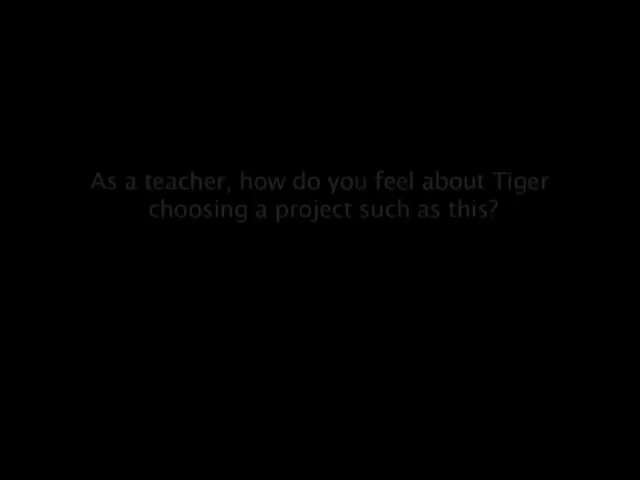 As a teacher, how do you feel about Tiger
choosing a project such as this?